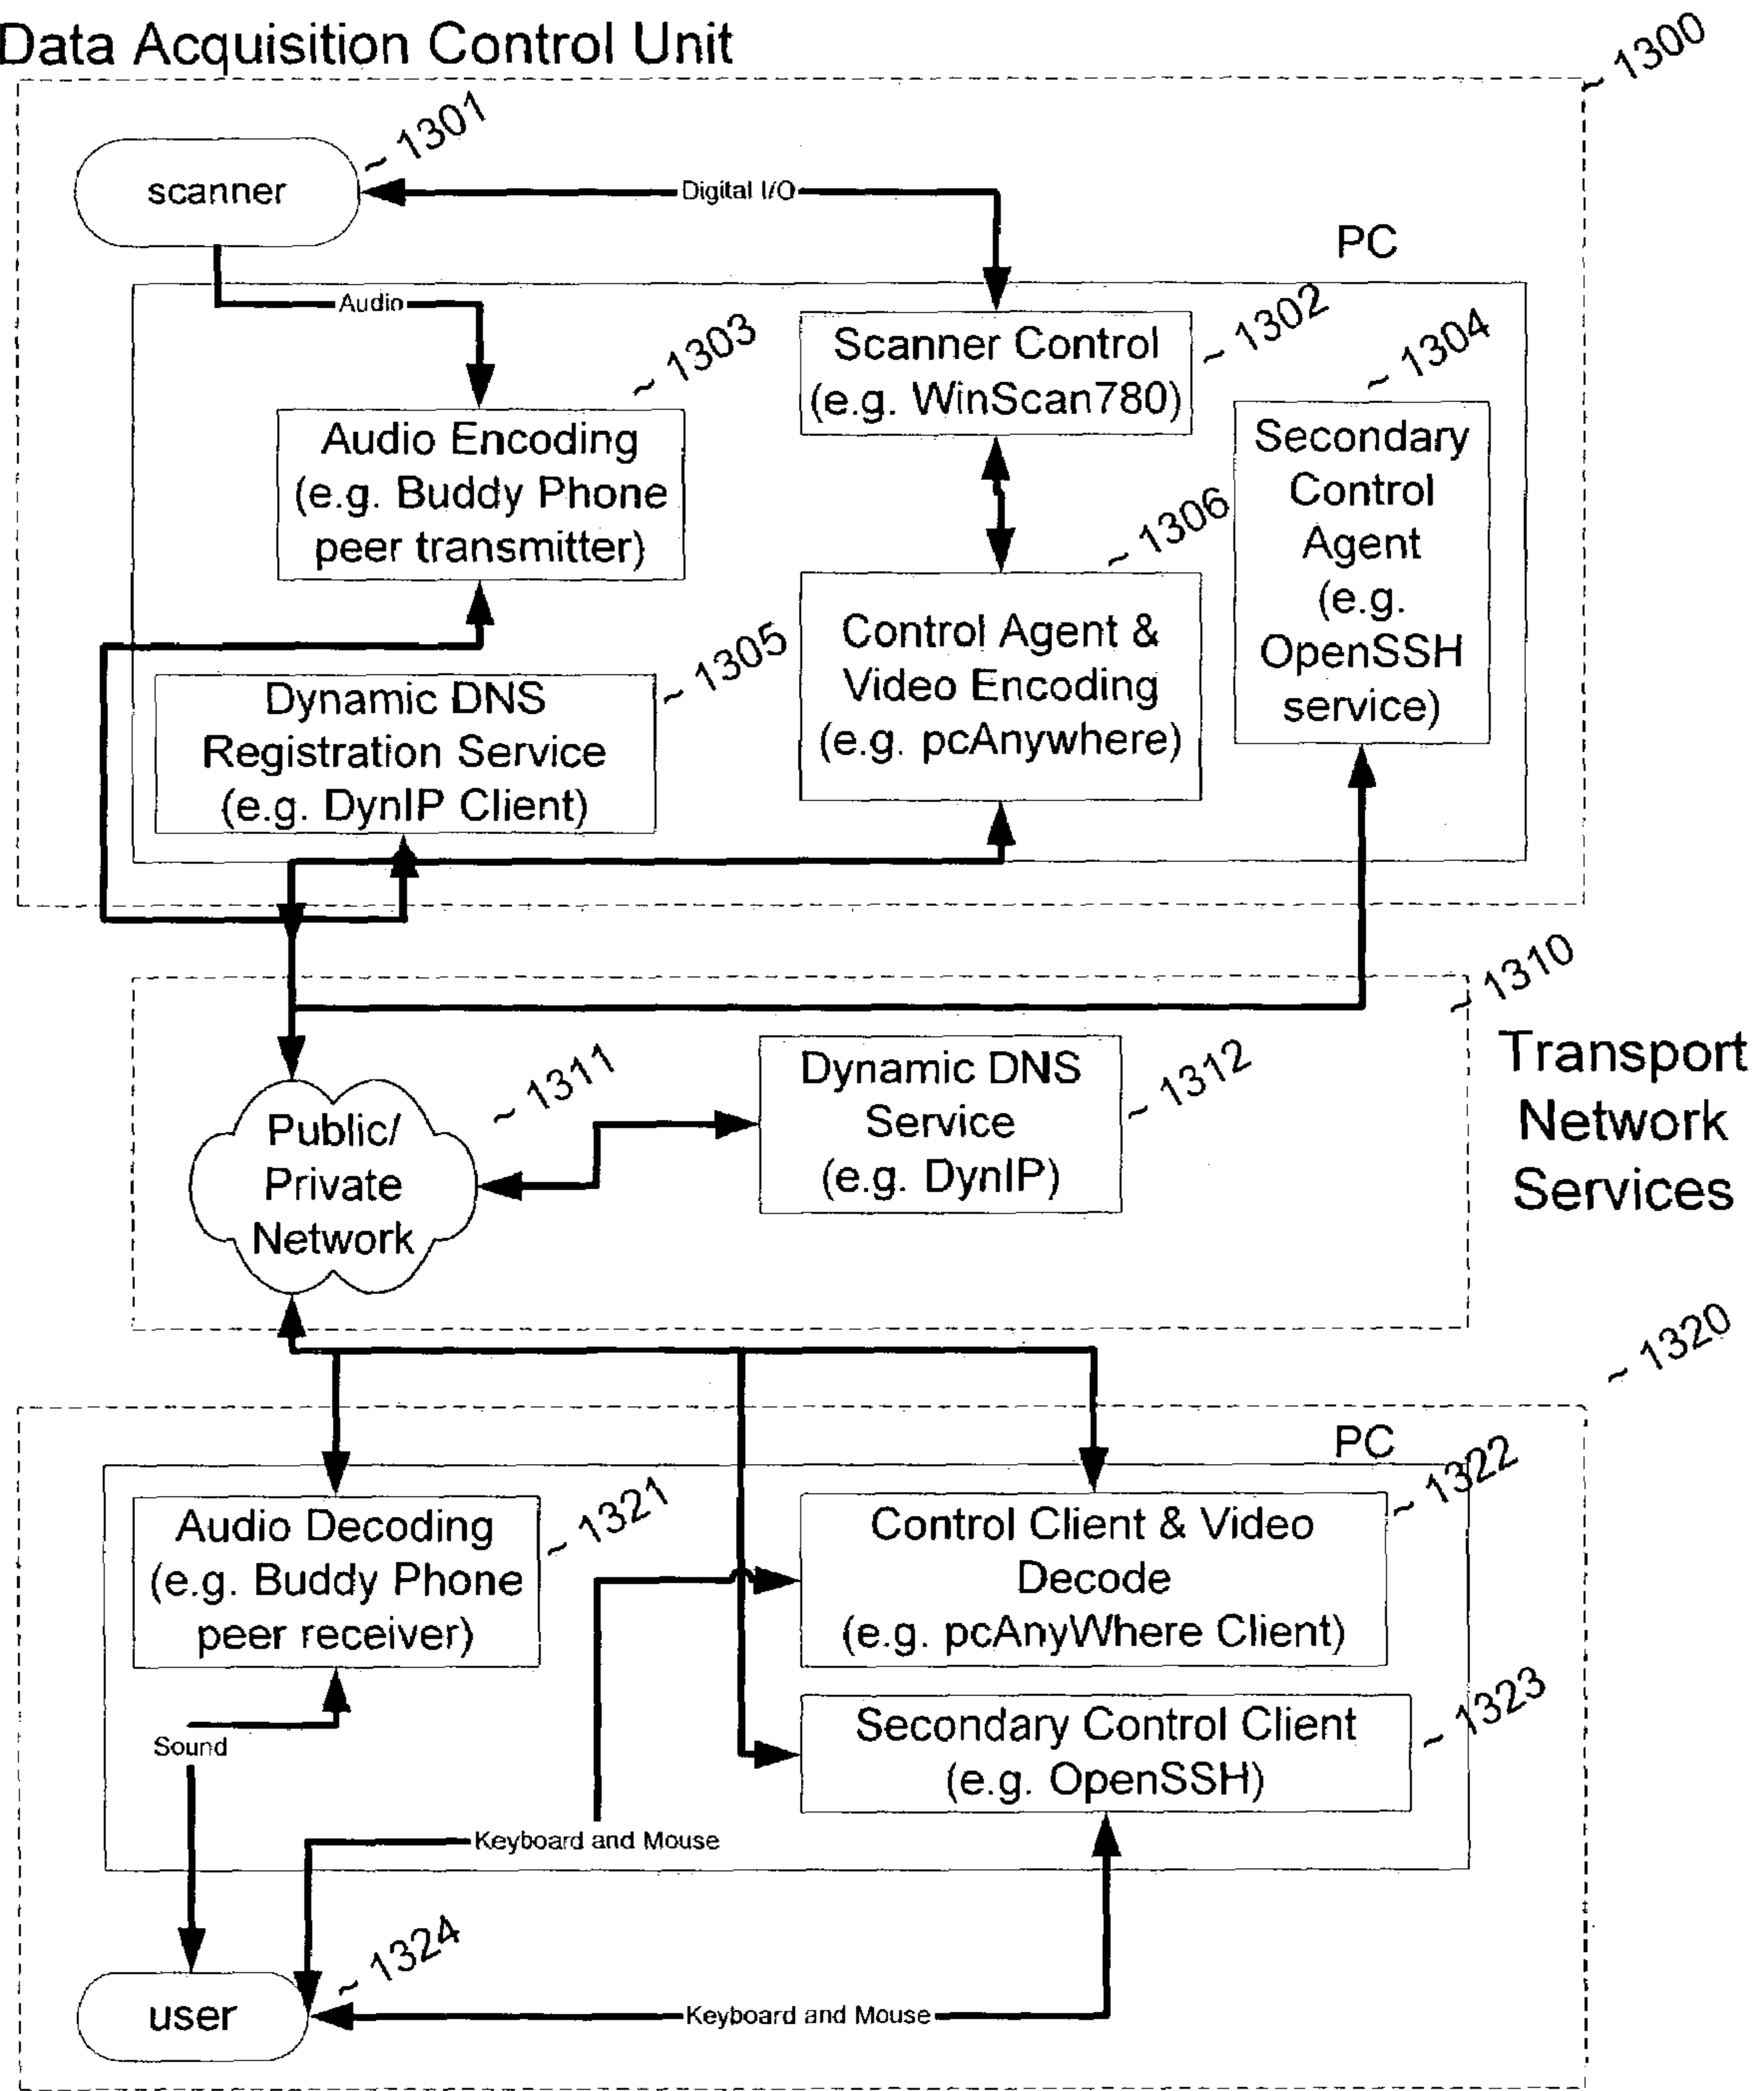 Data Acquisition Control Unit
~ 1300
~ 1301
scanner
Digital I/O
PC
Audio
~ 1303
Scanner Control
(e.g. WinScan780)
~ 1302
~ 1304
Audio Encoding
(e.g. Buddy Phone
peer transmitter)
Secondary
Control
Agent
(e.g.
OpenSSH
service)
~ 1306
~ 1305
Control Agent &
Video Encoding
(e.g. pcAnywhere)
Dynamic DNS
Registration Service
(e.g. DynIP Client)
~ 1310
Transport
Network
Services
~ 1311
Public/
Private
Network
Dynamic DNS
Service
(e.g. DynIP)
~ 1312
~ 1320
PC
~ 1321
Audio Decoding
(e.g. Buddy Phone
peer receiver)
~ 1322
Control Client & Video
Decode
(e.g. pcAnyWhere Client)
~ 1323
Secondary Control Client
(e.g. OpenSSH)
Sound
Keyboard and Mouse
~ 1324
user
Keyboard and Mouse